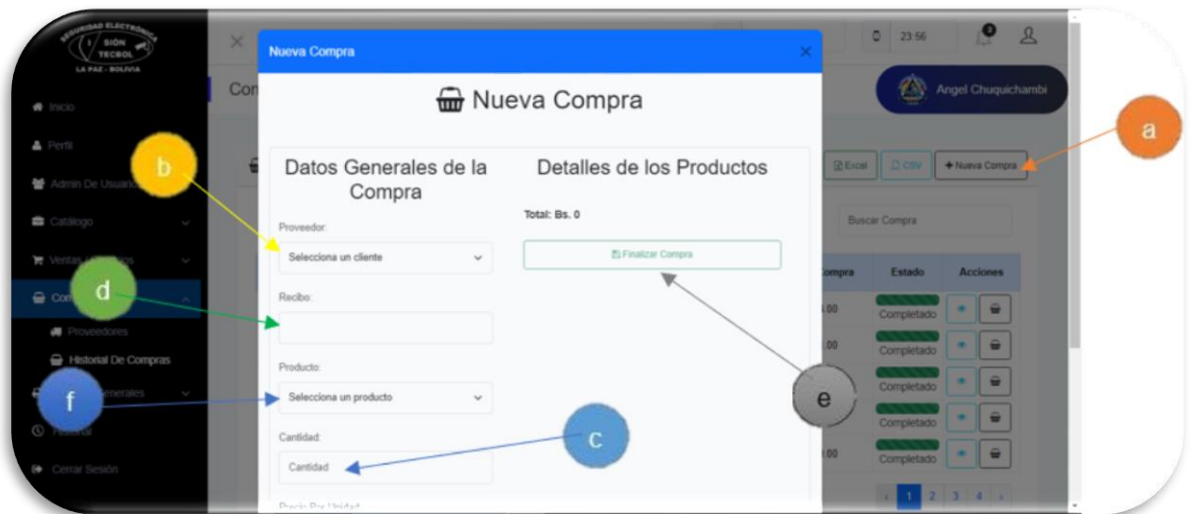 SEGURIDAD ELECTRÓNICA
SION
TECBOL
LA PAZ - BOLIVIA
23:56
Nueva Compra
Nueva Compra
Angel Chuquichambi
Inicio
Perfil
Admin De Usuarios
Catálogo
Proveedores
Historial De Compras
Cerrar Sesión
a
b
d
f
c
e
Excel
CSV
Nueva Compra
Datos Generales de la
Compra
Detalles de los Productos
Proveedor:
Total: Bs. 0
Buscar Compra
Selecciona un cliente
Finalizar Compra
Recibo:
Estado
Acciones
Completado
Completado
Completado
Completado
Completado
Producto:
Selecciona un producto
Cantidad:
Cantidad
1 2 3 4